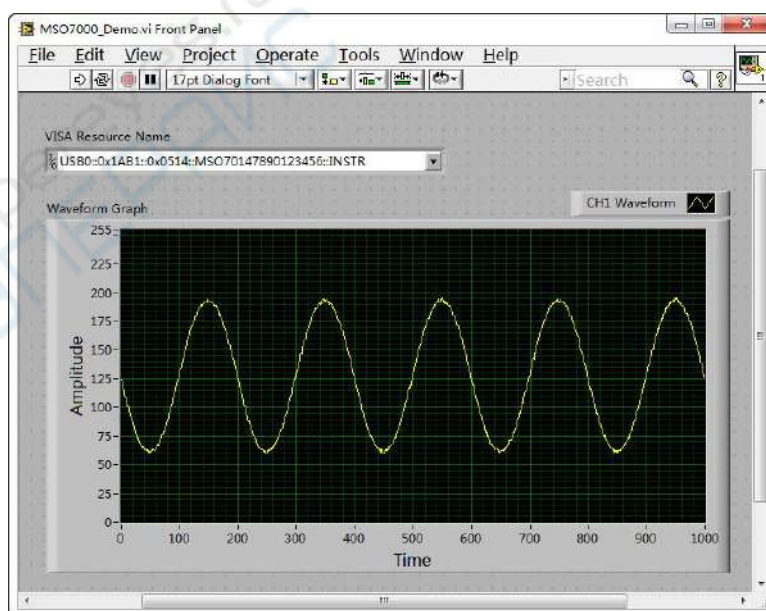 MSO7000_Demo.vi Front Panel
File Edit View Project Operate Tools Window Help
17pt Dialog Font
Search
1
VISA Resource Name
USB0::0x1AB1::0x0514::MSO70147890123456::INSTR
Waveform Graph
CH1 Waveform
255
225
200
175
150
125
100
75
50
25
0
Amplitude
0 100 200 300 400 500 600 700 800 900 1000
Time